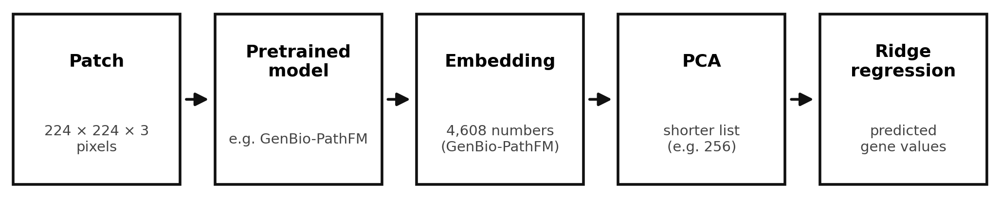 Patch
224 × 224 × 3
pixels
Pretrained
model
e.g. GenBio-PathFM
Embedding
4,608 numbers
(GenBio-PathFM)
PCA
shorter list
(e.g. 256)
Ridge
regression
predicted
gene values